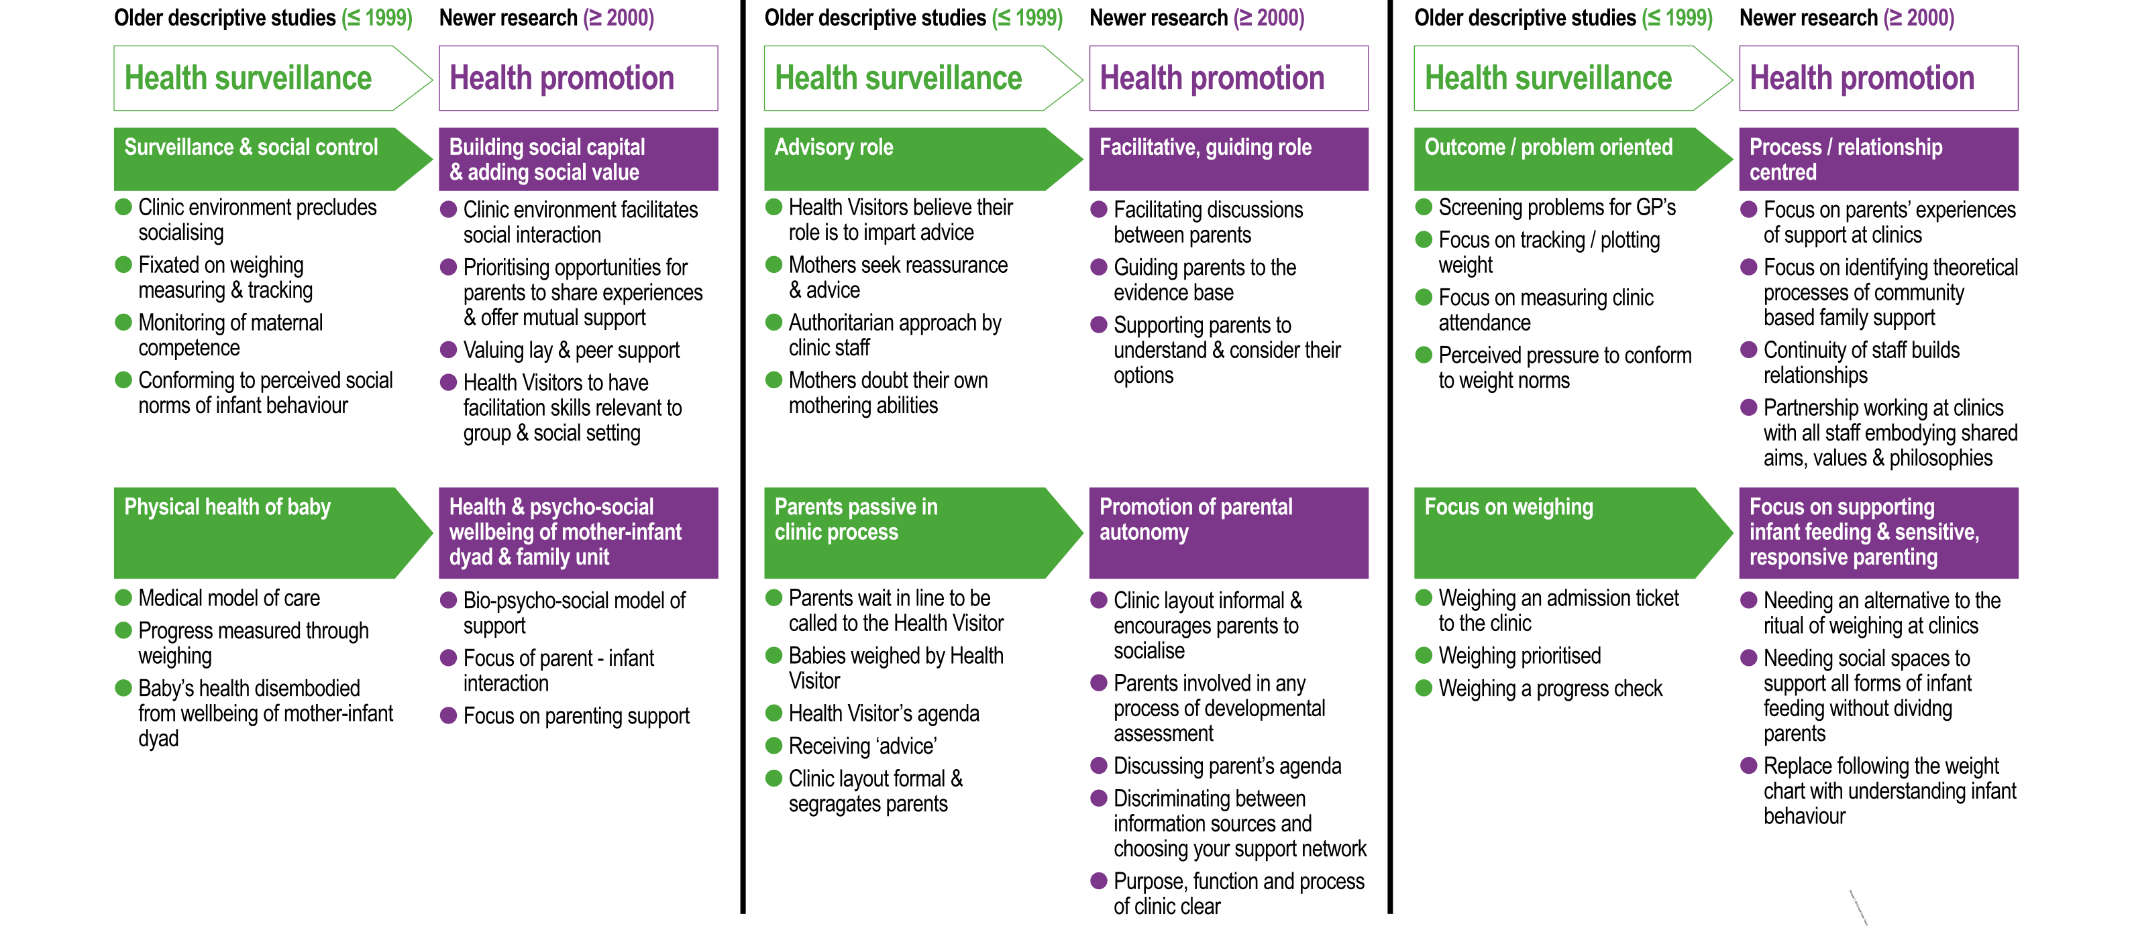 Older descriptive studies (≤ 1999)
Newer research (≥ 2000)
Health surveillance
Health promotion
Surveillance & social control
Building social capital
& adding social value
Clinic environment precludes
socialising
Fixated on weighing
measuring & tracking
Monitoring of maternal
competence
Conforming to perceived social
norms of infant behaviour
Clinic environment facilitates
social interaction
Prioritising opportunities for
parents to share experiences
& offer mutual support
Valuing lay & peer support
Health Visitors to have
facilitation skills relevant to
group & social setting
Physical health of baby
Health & psycho-social
wellbeing of mother-infant
dyad & family unit
Medical model of care
Progress measured through
weighing
Baby's health disembodied
from wellbeing of mother-infant
dyad
Bio-psycho-social model of
support
Focus of parent - infant
interaction
Focus on parenting support
Older descriptive studies (≤ 1999)
Newer research (≥ 2000)
Health surveillance
Health promotion
Advisory role
Facilitative, guiding role
Health Visitors believe their
role is to impart advice
Mothers seek reassurance
& advice
Authoritarian approach by
clinic staff
Mothers doubt their own
mothering abilities
Facilitating discussions
between parents
Guiding parents to the
evidence base
Supporting parents to
understand & consider their
options
Parents passive in
clinic process
Promotion of parental
autonomy
Parents wait in line to be
called to the Health Visitor
Babies weighed by Health
Visitor
Health Visitor's agenda
Receiving ‘advice’
Clinic layout formal &
segragates parents
Clinic layout informal &
encourages parents to
socialise
Parents involved in any
process of developmental
assessment
Discussing parent's agenda
Discriminating between
information sources and
choosing your support network
Purpose, function and process
of clinic clear
Older descriptive studies (≤ 1999)
Newer research (≥ 2000)
Health surveillance
Health promotion
Outcome / problem oriented
Process / relationship
centred
Screening problems for GP's
Focus on tracking / plotting
weight
Focus on measuring clinic
attendance
Perceived pressure to conform
to weight norms
Focus on parents' experiences
of support at clinics
Focus on identifying theoretical
processes of community
based family support
Continuity of staff builds
relationships
Partnership working at clinics
with all staff embodying shared
aims, values & philosophies
Focus on weighing
Focus on supporting
infant feeding & sensitive,
responsive parenting
Weighing an admission ticket
to the clinic
Weighing prioritised
Weighing a progress check
Needing an alternative to the
ritual of weighing at clinics
Needing social spaces to
support all forms of infant
feeding without dividng
parents
Replace following the weight
chart with understanding infant
behaviour